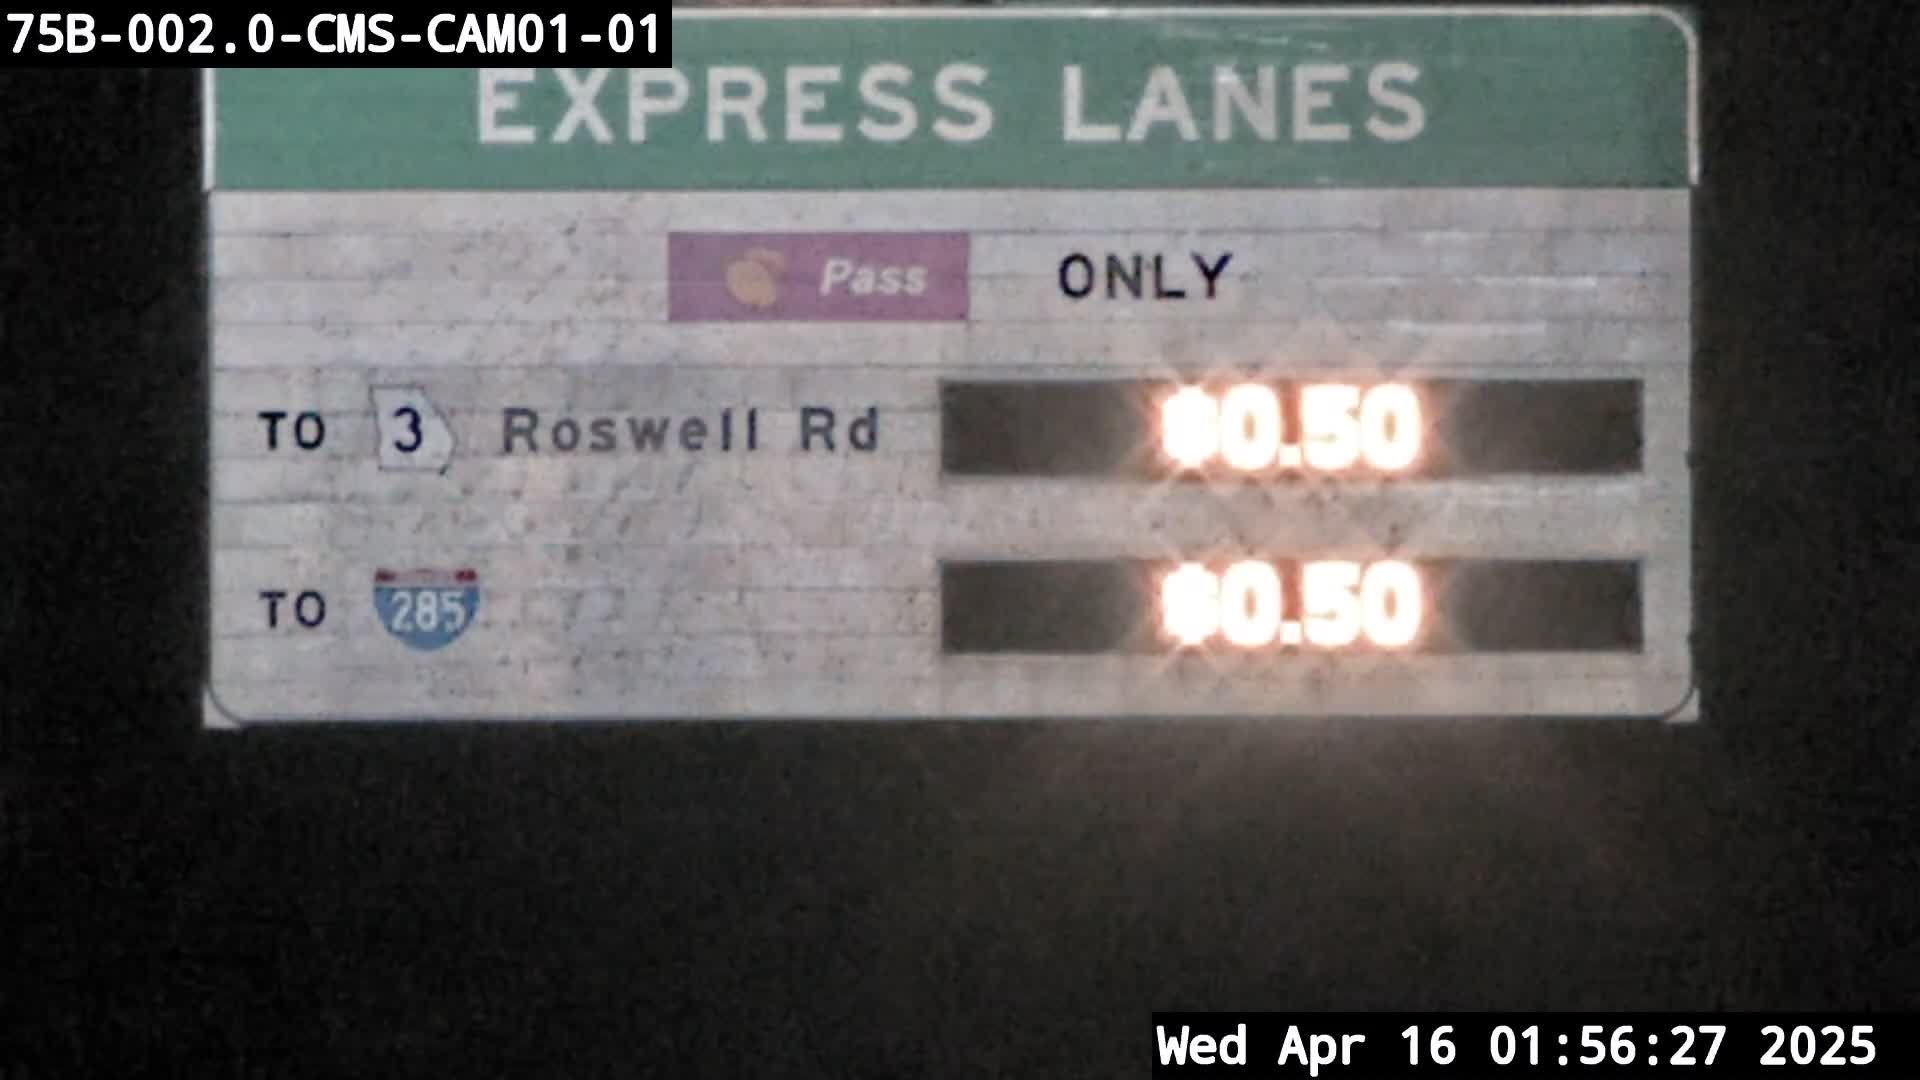 75B-002.0-CMS-CAM01-01
EXPRESS LANES
Pass ONLY
TO 3 Roswell Rd $0.50
TO 285 $0.50
Wed Apr 16 01:56:27 2025